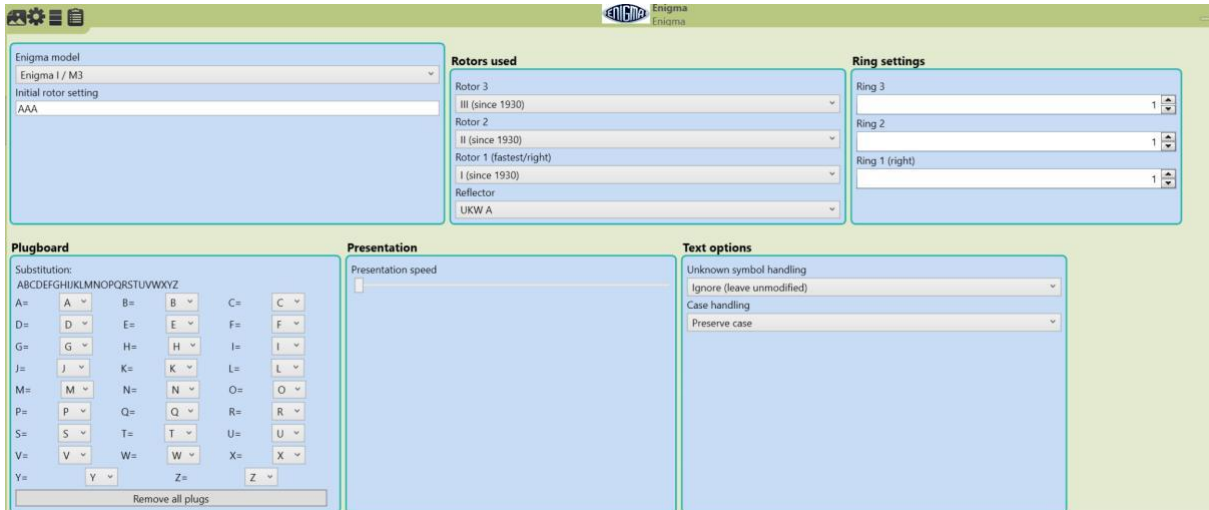 ENIGMA
Enigma
Enigma
Enigma model
Enigma I / M3
Initial rotor setting
AAA
Rotors used
Rotor 3
III (since 1930)
Rotor 2
II (since 1930)
Rotor 1 (fastest/right)
I (since 1930)
Reflector
UKW A
Ring settings
Ring 3
1
Ring 2
1
Ring 1 (right)
1
Plugboard
Substitution:
ABCDEFGHIJKLMNOPQRSTUVWXYZ
A= A B= B C= C
D= D E= E F= F
G= G H= H I= I
J= J K= K L= L
M= M N= N O= O
P= P Q= Q R= R
S= S T= T U= U
V= V W= W X= X
Y= Y Z= Z
Remove all plugs
Presentation
Presentation speed
Text options
Unknown symbol handling
Ignore (leave unmodified)
Case handling
Preserve case